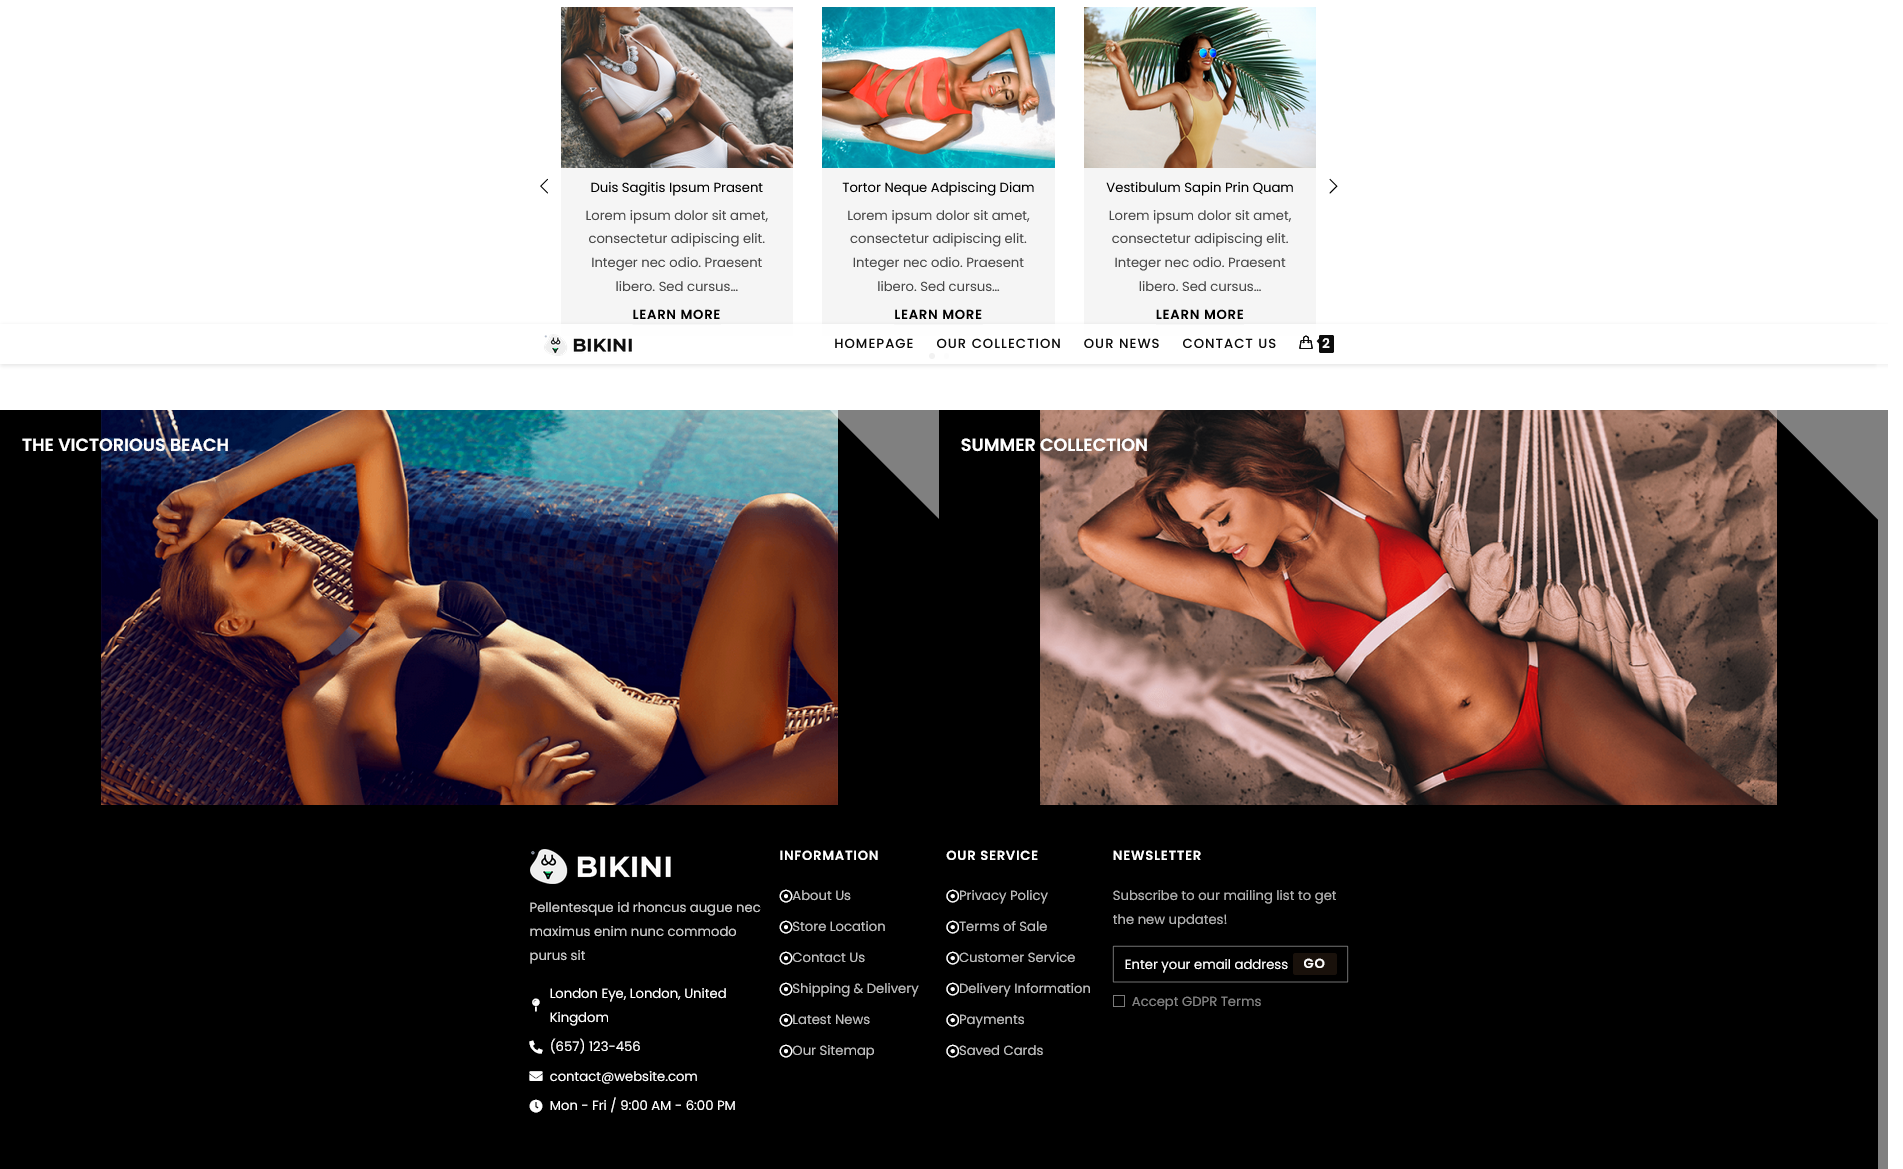 Duis Sagitis Ipsum Prasent
Lorem ipsum dolor sit amet,
consectetur adipiscing elit.
Integer nec odio. Praesent
libero. Sed cursus...
LEARN MORE
Tortor Neque Adpiscing Diam
Lorem ipsum dolor sit amet,
consectetur adipiscing elit.
Integer nec odio. Praesent
libero. Sed cursus...
LEARN MORE
Vestibulum Sapin Prin Quam
Lorem ipsum dolor sit amet,
consectetur adipiscing elit.
Integer nec odio. Praesent
libero. Sed cursus...
LEARN MORE
BIKINI
HOMEPAGE OUR COLLECTION OUR NEWS CONTACT US 2
THE VICTORIOUS BEACH
SUMMER COLLECTION
BIKINI
Pellentesque id rhoncus augue nec
maximus enim nunc commodo
purus sit
London Eye, London, United
Kingdom
(657) 123-456
contact@website.com
Mon - Fri / 9:00 AM - 6:00 PM
INFORMATION
About Us
Store Location
Contact Us
Shipping & Delivery
Latest News
Our Sitemap
OUR SERVICE
Privacy Policy
Terms of Sale
Customer Service
Delivery Information
Payments
Saved Cards
NEWSLETTER
Subscribe to our mailing list to get
the new updates!
Enter your email address GO
Accept GDPR Terms